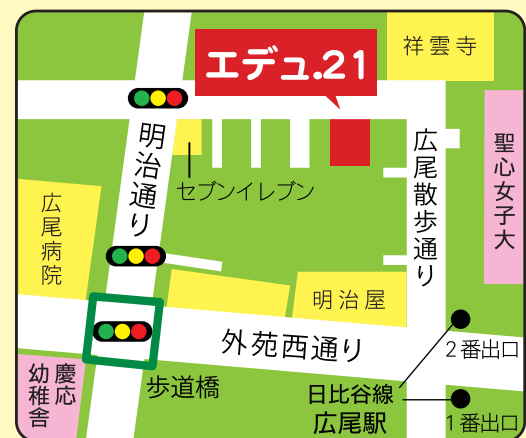 祥雲寺
エデュ.21
明治通り
セブンイレブン
広尾散歩通り
聖心女子大
広尾病院
明治屋
外苑西通り
2番出口
慶応
幼稚舎
歩道橋
日比谷線
広尾駅
1番出口